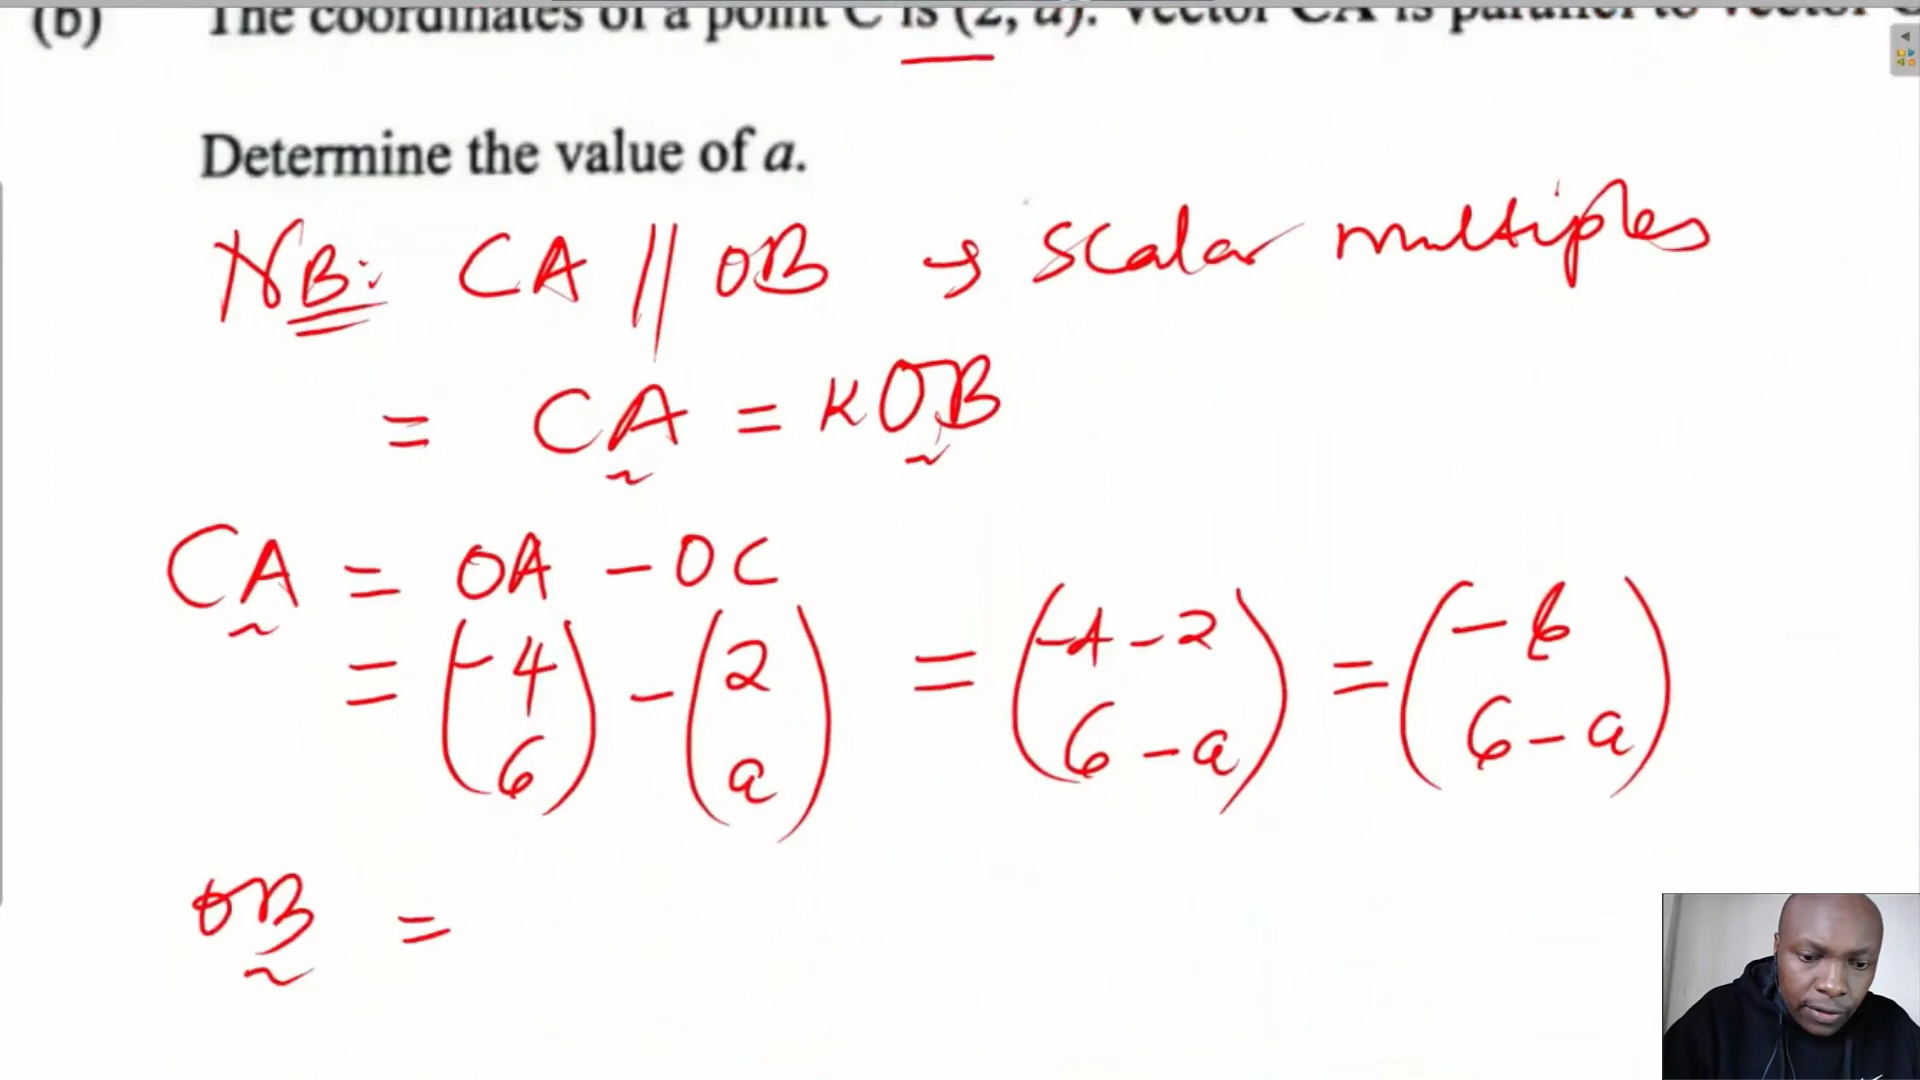 (b) The coordinates of a point C is (2, a). Vector CA is parallel to vector
Determine the value of a.
NB: CA // OB → scalar multiples
= CA = KOB
CA = OA - OC
= (-4 6) - (2 a) = (-4-2 6-a) = (-6 6-a)
OB =